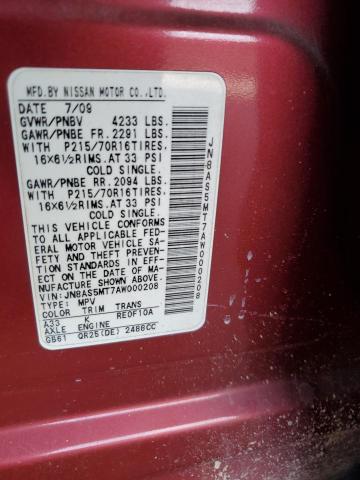 MFD.BY NISSAN MOTOR CO.,LTD.
DATE 7/09
GVWR/PNBV 4233 LBS.
GAWR/PNBE FR. 2291 LBS.
WITH P215/70R16TIRES.
16X6½RIMS.AT 33 PSI
COLD SINGLE.
GAWR/PNBE RR. 2094 LBS.
WITH P215/70R16TIRES.
16X6½RIMS.AT 33 PSI
COLD SINGLE.
THIS VEHICLE CONFORMS
TO ALL APPLICABLE FED-
ERAL MOTOR VEHICLE SA-
FETY AND THEFT PREVEN-
TION STANDARDS IN EFF-
ECT ON THE DATE OF MA-
NUFACTURE SHOWN ABOVE.
VIN:JN8AS5MT7AW000208
TYPE: MPV
COLOR TRIM TRANS
A33 K RE0F10A
AXLE ENGINE
GB61 QR25(DE) 2488CC
JN8AS5MT7AW000208